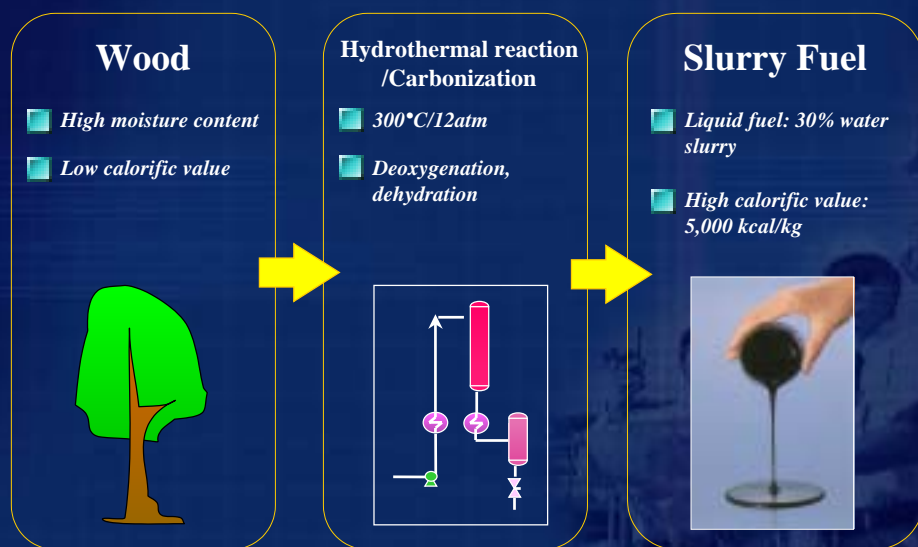 Wood
High moisture content
Low calorific value
Hydrothermal reaction
/Carbonization
300°C/12atm
Deoxygenation,
dehydration
Slurry Fuel
Liquid fuel: 30% water
slurry
High calorific value:
5,000 kcal/kg